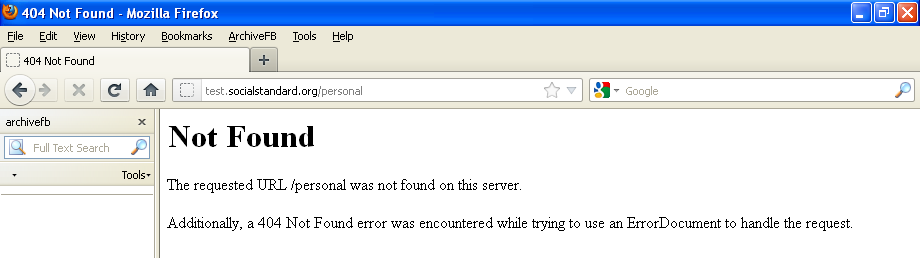 404 Not Found - Mozilla Firefox
File Edit View History Bookmarks ArchiveFB Tools Help
404 Not Found
test.socialstandard.org/personal
Google
archivefb
Full Text Search
Tools
Not Found
The requested URL /personal was not found on this server.
Additionally, a 404 Not Found error was encountered while trying to use an ErrorDocument to handle the request.